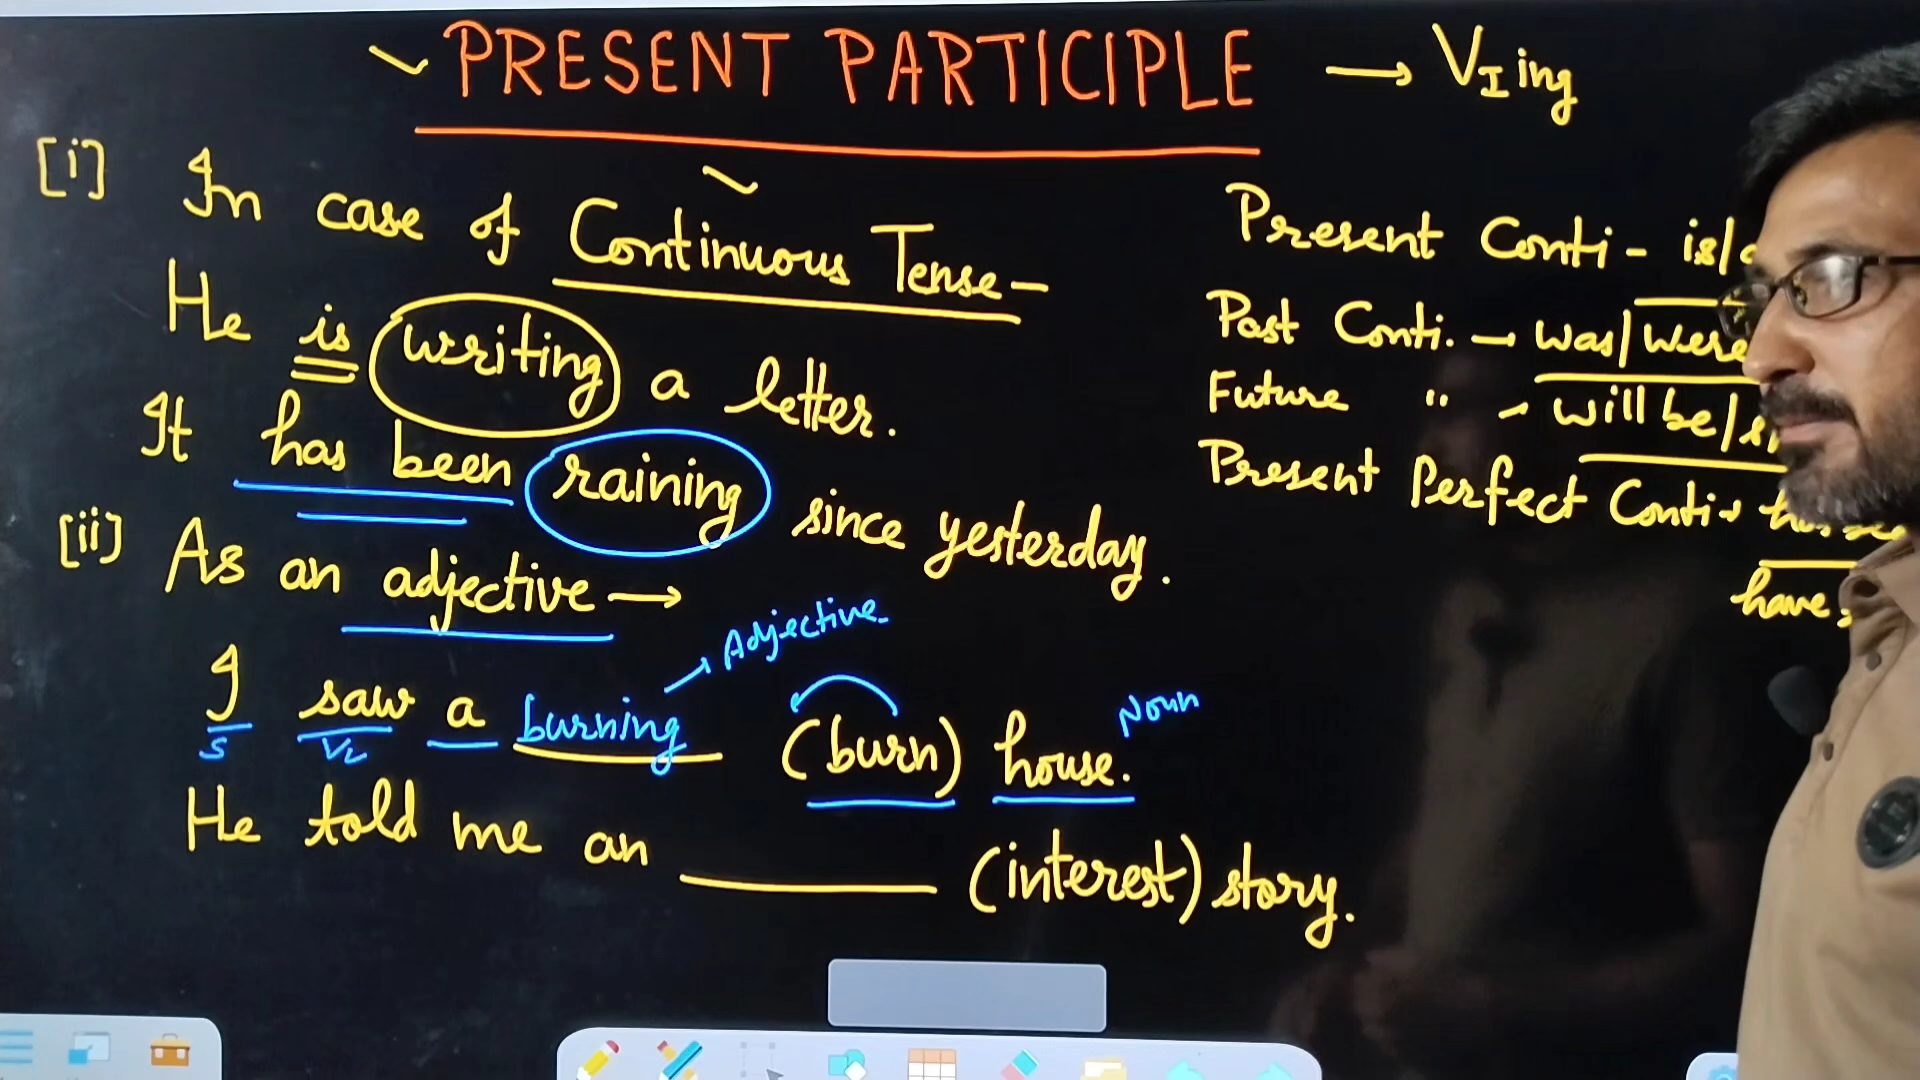 PRESENT PARTICIPLE → V_I ing
[i] In case of Continuous Tense -
He is writing a letter.
It has been raining since yesterday.
Present Conti - is/
Past Conti. → was/were
Future " - will be/
Present Perfect Conti →
have
[ii] As an adjective →
Adjective
I saw a burning (burn) house. Noun
S V2
He told me an ________ (interest) story.